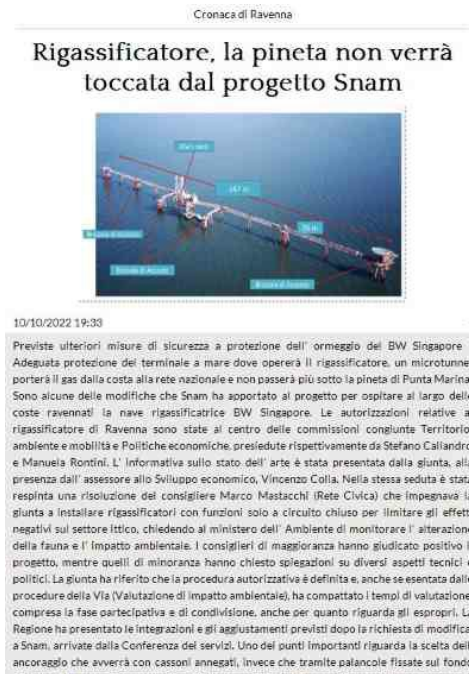 Cronaca di Ravenna
Rigassificatore, la pineta non verrà
toccata dal progetto Snam
10/10/2022 19:33
Previste ulteriori misure di sicurezza a protezione dell' ormeggio del BW Singapore
Adeguata protezione del terminale a mare dove opererà il rigassificatore, un microtunne
porterà il gas dalla costa alla rete nazionale e non passerà più sotto la pineta di Punta Marina
Sono alcune delle modifiche che Snam ha apportato al progetto per ospitare al largo delle
coste ravennati la nave rigassificatrice BW Singapore. Le autorizzazioni relative a
rigassificatore di Ravenna sono state al centro delle commissioni congiunte Territorio
ambiente e mobilità e Politiche economiche, presiedute rispettivamente da Stefano Caliandro
e Manuela Rontini. L' informativa sullo stato dell' arte è stata presentata dalla giunta, alla
presenza dall' assessore allo Sviluppo economico, Vincenzo Colla. Nella stessa seduta è stata
respinta una risoluzione del consigliere Marco Mastacchi (Rete Civica) che impegnava la
giunta a installare rigassificatori con funzioni solo a circuito chiuso per limitare gli effetti
negativi sul settore ittico, chiedendo al ministero dell' Ambiente di monitorare l' alterazione
della fauna e l' impatto ambientale. I consiglieri di maggioranza hanno giudicato positivo i
progetto, mentre quelli di minoranza hanno chiesto spiegazioni su diversi aspetti tecnici e
politici. La giunta ha riferito che la procedura autorizzativa è definita e, anche se esentata dalle
procedure della Via (Valutazione di impatto ambientale), ha compattato i tempi di valutazione
compresa la fase partecipativa e di condivisione, anche per quanto riguarda gli espropri. La
Regione ha presentato le integrazioni e gli aggiustamenti previsti dopo la richiesta di modifica
a Snam, arrivate dalla Conferenza dei servizi. Uno dei punti importanti riguarda la scelta dell
ancoraggio che avverrà con cassoni annegati, invece che tramite palancole fissate sul fondo